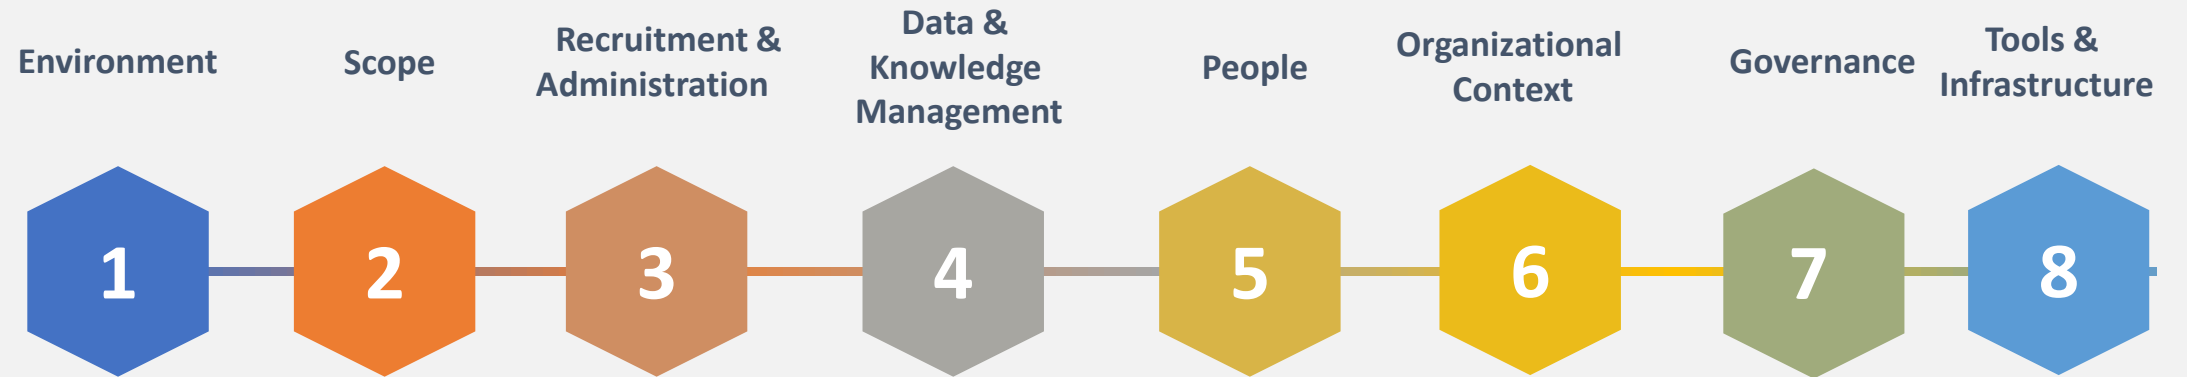 Environment
Scope
Recruitment &
Administration
Data &
Knowledge
Management
People
Organizational
Context
Governance
Tools &
Infrastructure
1
2
3
4
5
6
7
8